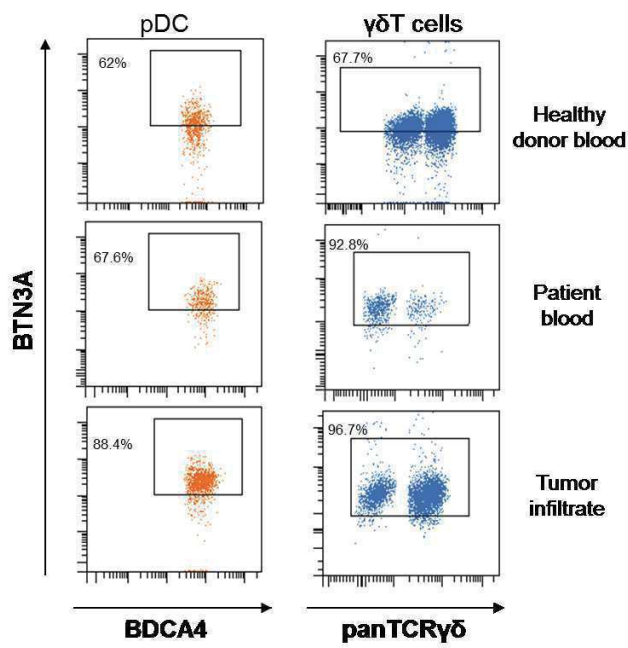 pDC
γδT cells
62%
67.7%
Healthy
donor blood
67.6%
92.8%
Patient
blood
88.4%
96.7%
Tumor
infiltrate
BTN3A
BDCA4
panTCRγδ